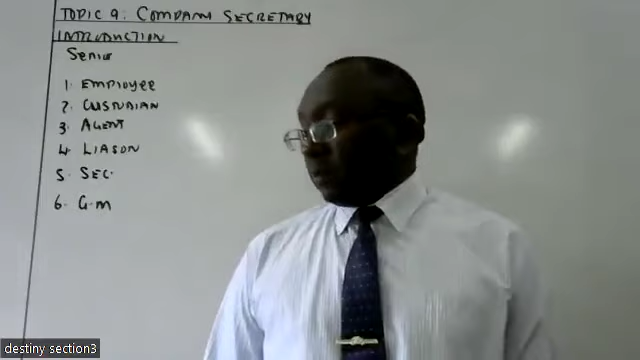 TOPIC 9: COMPANY SECRETARY
INTRODUCTION
Senior
1. EMPLOYEE
2. CUSTODIAN
3. AGENT
4. LIASON
5. SEC.
6. G.M
destiny section3